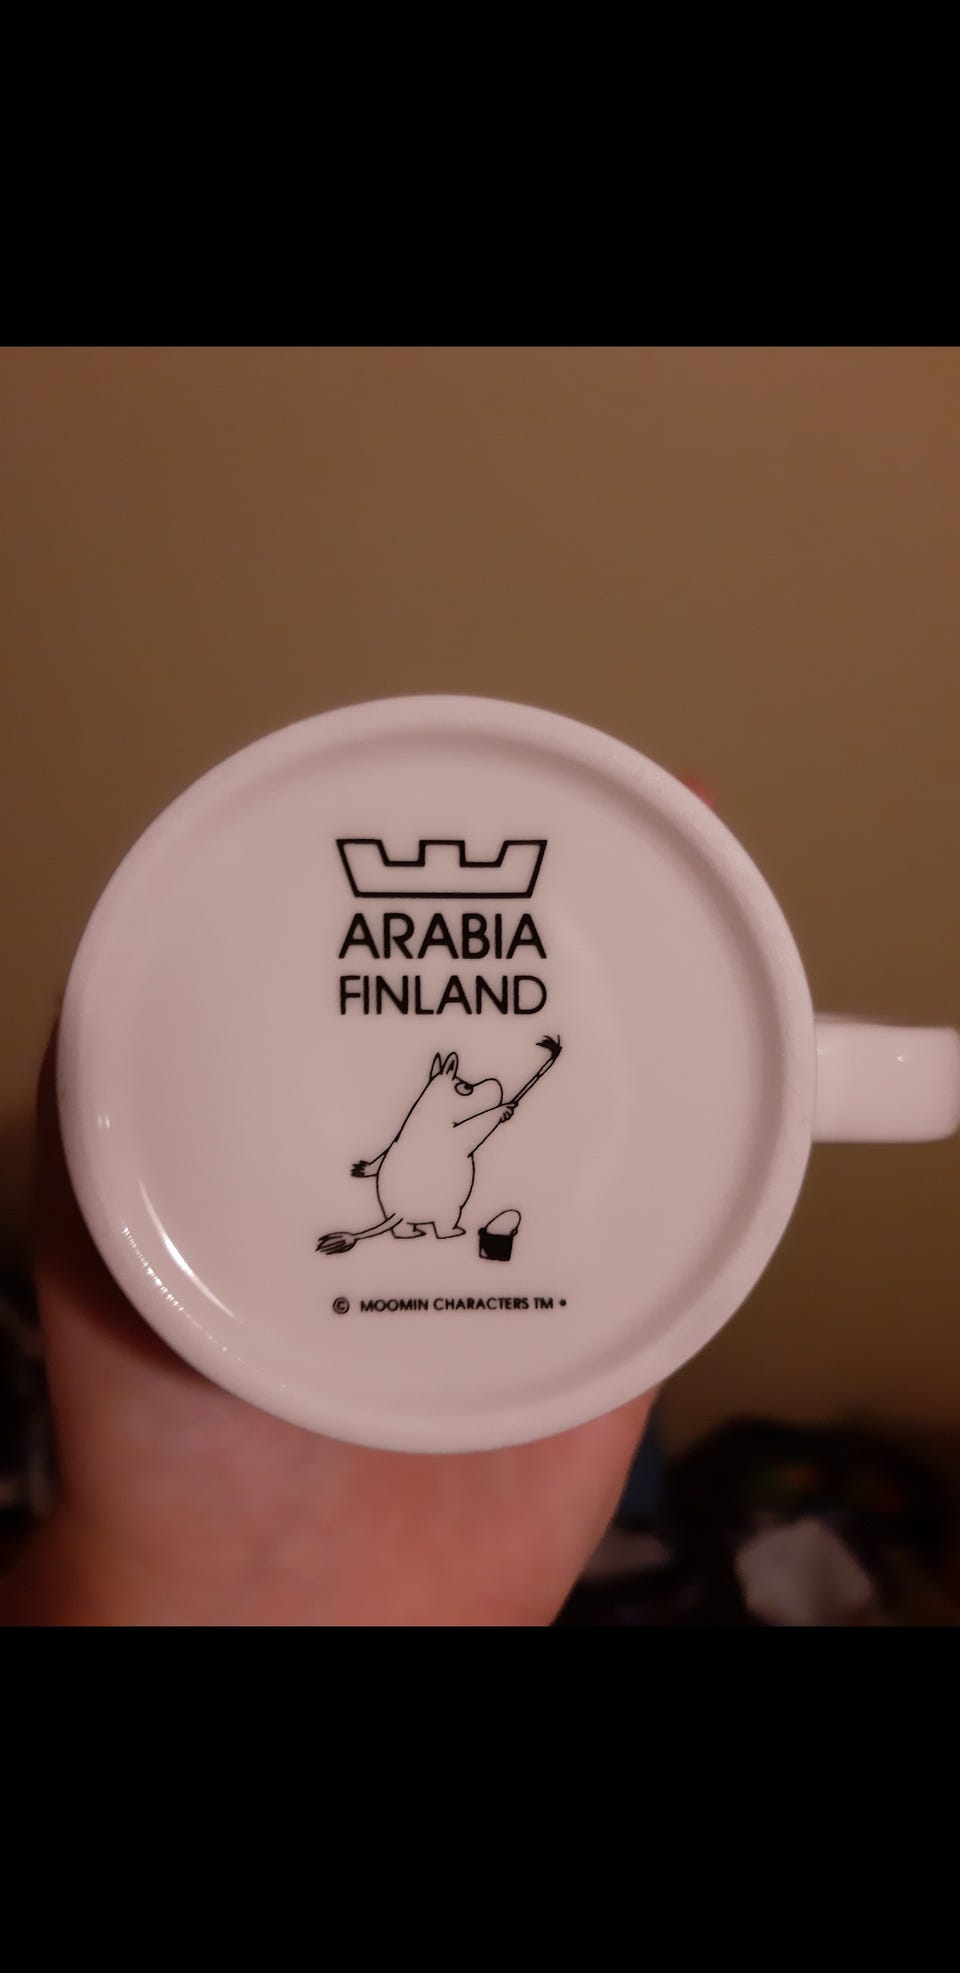 ARABIA
FINLAND
© MOOMIN CHARACTERS TM •